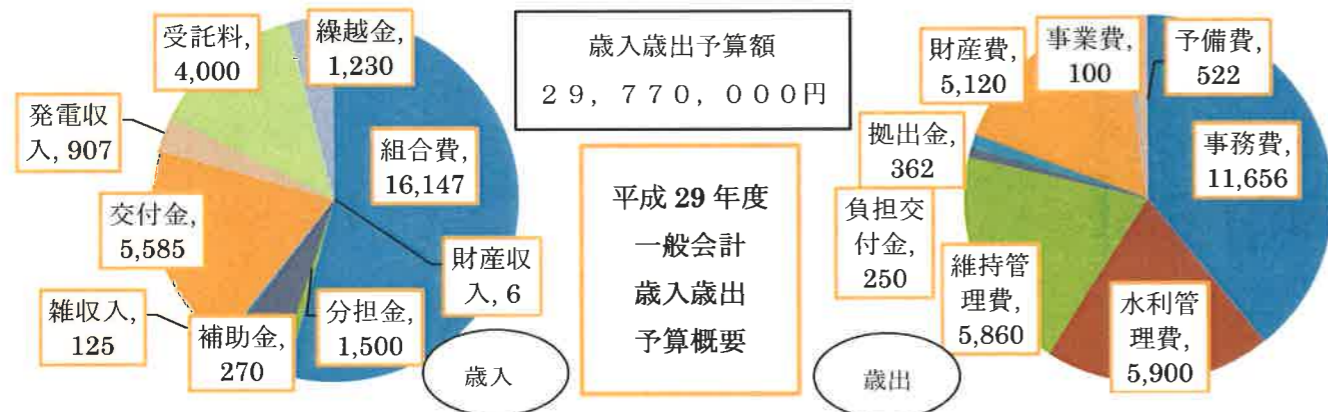 受託料,
4,000
繰越金,
1,230
発電収
入, 907
組合費,
16,147
交付金,
5,585
財産収
入, 6
雑収入,
125
補助金,
270
分担金,
1,500
歳入
歳入歳出予算額
２９，７７０，０００円
平成 29 年度
一般会計
歳入歳出
予算概要
財産費,
5,120
事業費,
100
予備費,
522
拠出金,
362
事務費,
11,656
負担交
付金,
250
維持管
理費,
5,860
水利管
理費,
5,900
歳出